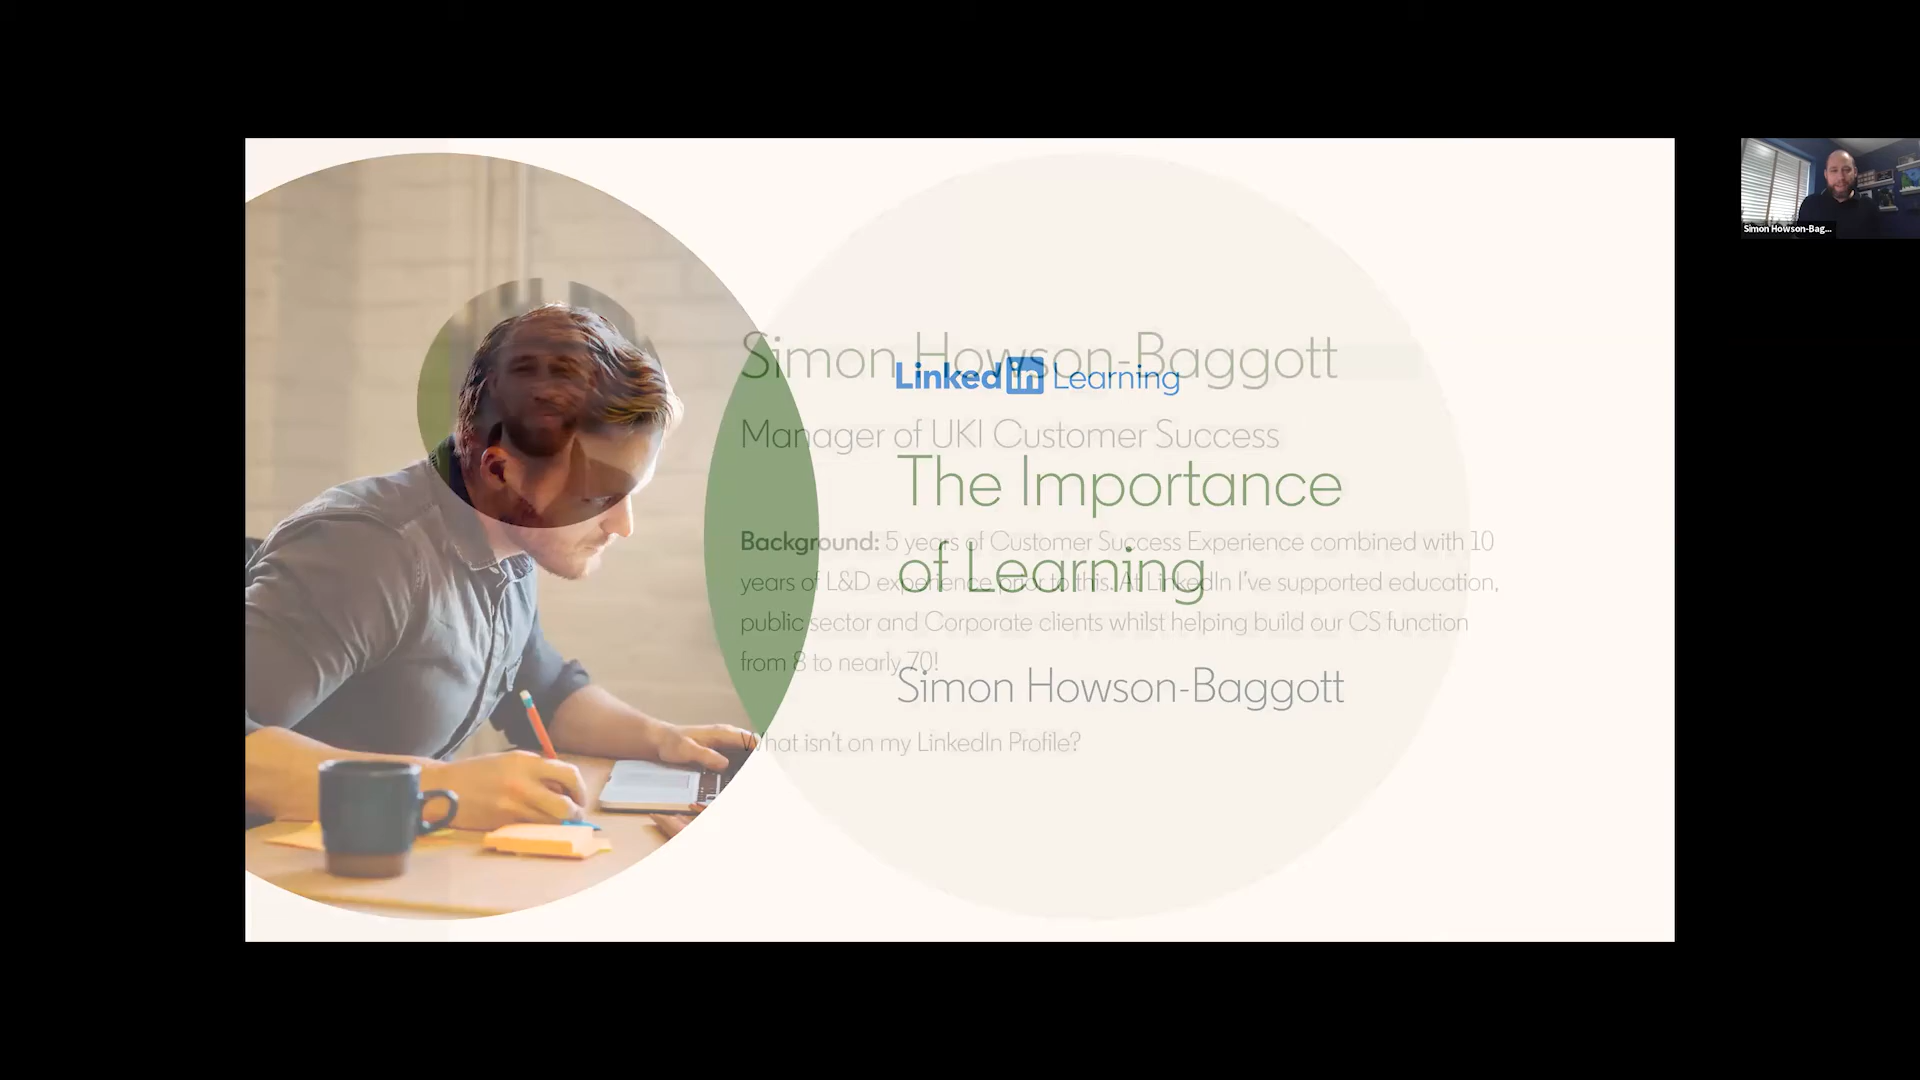 Simon Howson-Baggott
LinkedIn Learning
Manager of UKI Customer Success
The Importance
of Learning
Background: 5 years of Customer Success Experience combined with 10
years of L&D experience prior to this. At LinkedIn I've supported education,
public sector and Corporate clients whilst helping build our CS function
from 8 to nearly 70!
Simon Howson-Baggott
What isn't on my LinkedIn Profile?
Simon Howson-Bag...